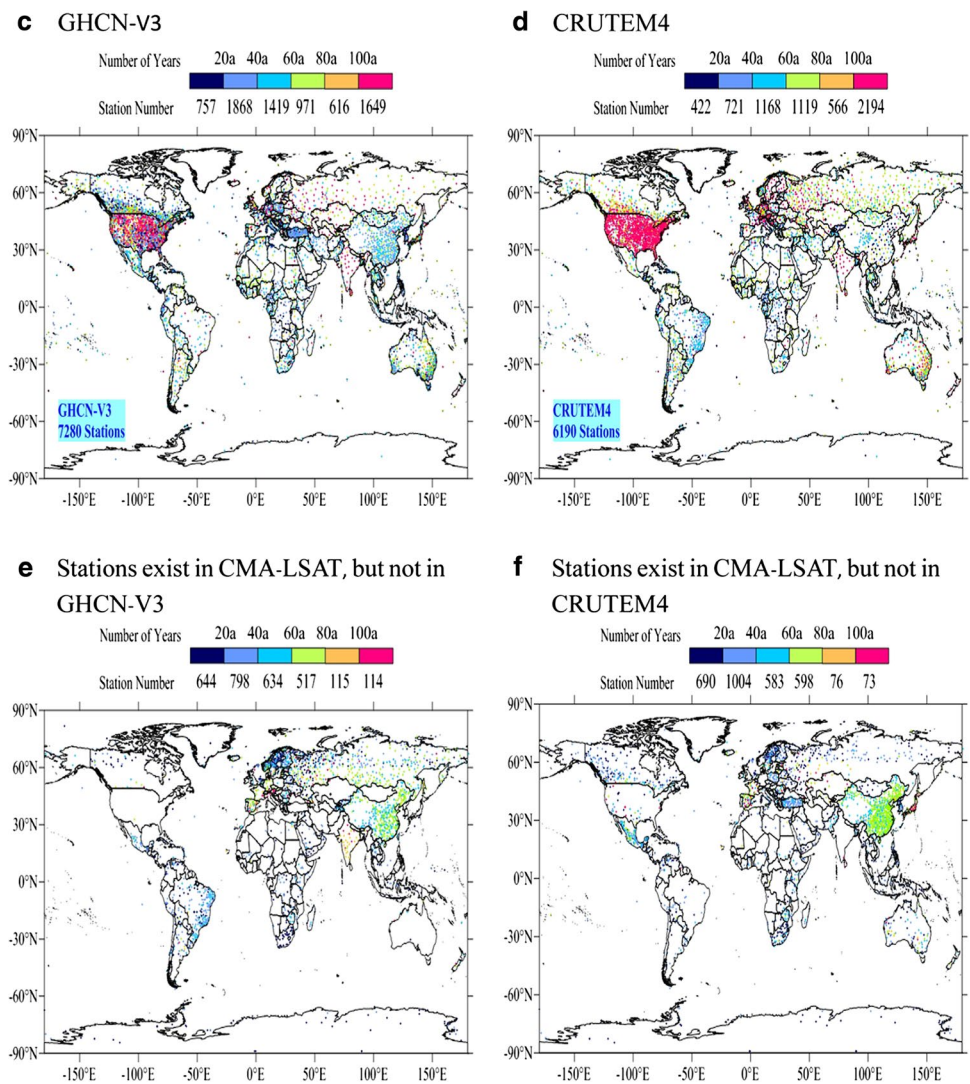 c GHCN-V3
Number of Years 20a 40a 60a 80a 100a
Station Number 757 1868 1419 971 616 1649
90°N
60°N
30°N
0°N
-30°N
-60°N
-90°N
GHCN-V3
7280 Stations
-150°E -100°E -50°E 0°E 50°E 100°E 150°E
d CRUTEM4
Number of Years 20a 40a 60a 80a 100a
Station Number 422 721 1168 1119 566 2194
90°N
60°N
30°N
0°N
-30°N
-60°N
-90°N
CRUTEM4
6190 Stations
-150°E -100°E -50°E 0°E 50°E 100°E 150°E
e Stations exist in CMA-LSAT, but not in
GHCN-V3
Number of Years 20a 40a 60a 80a 100a
Station Number 644 798 634 517 115 114
90°N
60°N
30°N
0°N
-30°N
-60°N
-90°N
-150°E -100°E -50°E 0°E 50°E 100°E 150°E
f Stations exist in CMA-LSAT, but not in
CRUTEM4
Number of Years 20a 40a 60a 80a 100a
Station Number 690 1004 583 598 76 73
90°N
60°N
30°N
0°N
-30°N
-60°N
-90°N
-150°E -100°E -50°E 0°E 50°E 100°E 150°E